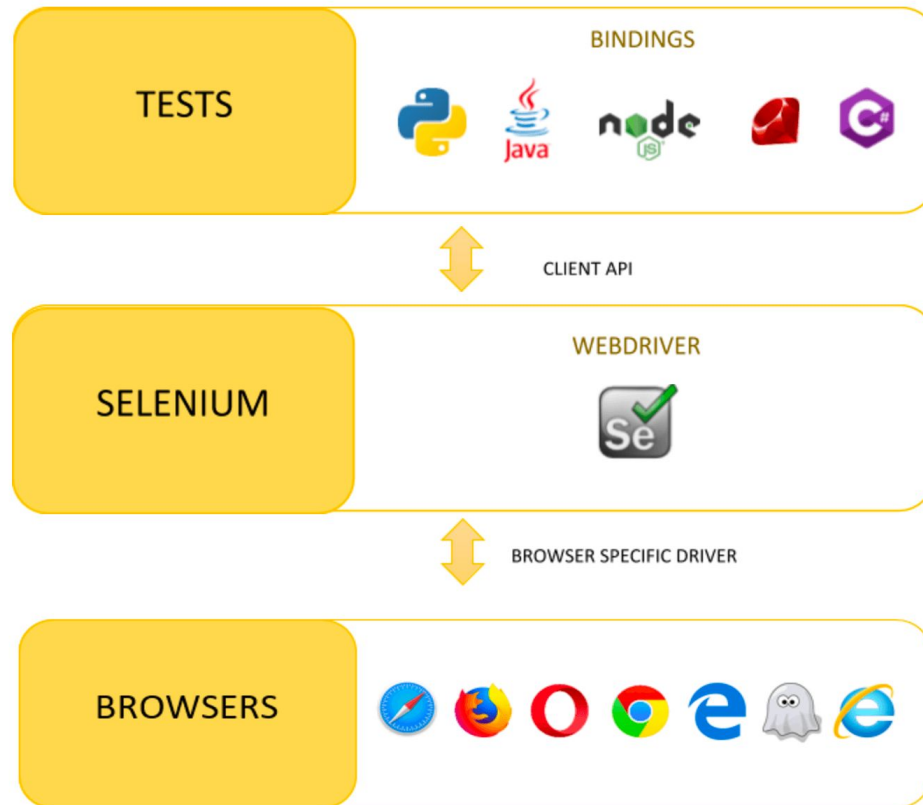 TESTS
BINDINGS
Java
node
JS
C#
CLIENT API
SELENIUM
WEBDRIVER
Se
BROWSER SPECIFIC DRIVER
BROWSERS